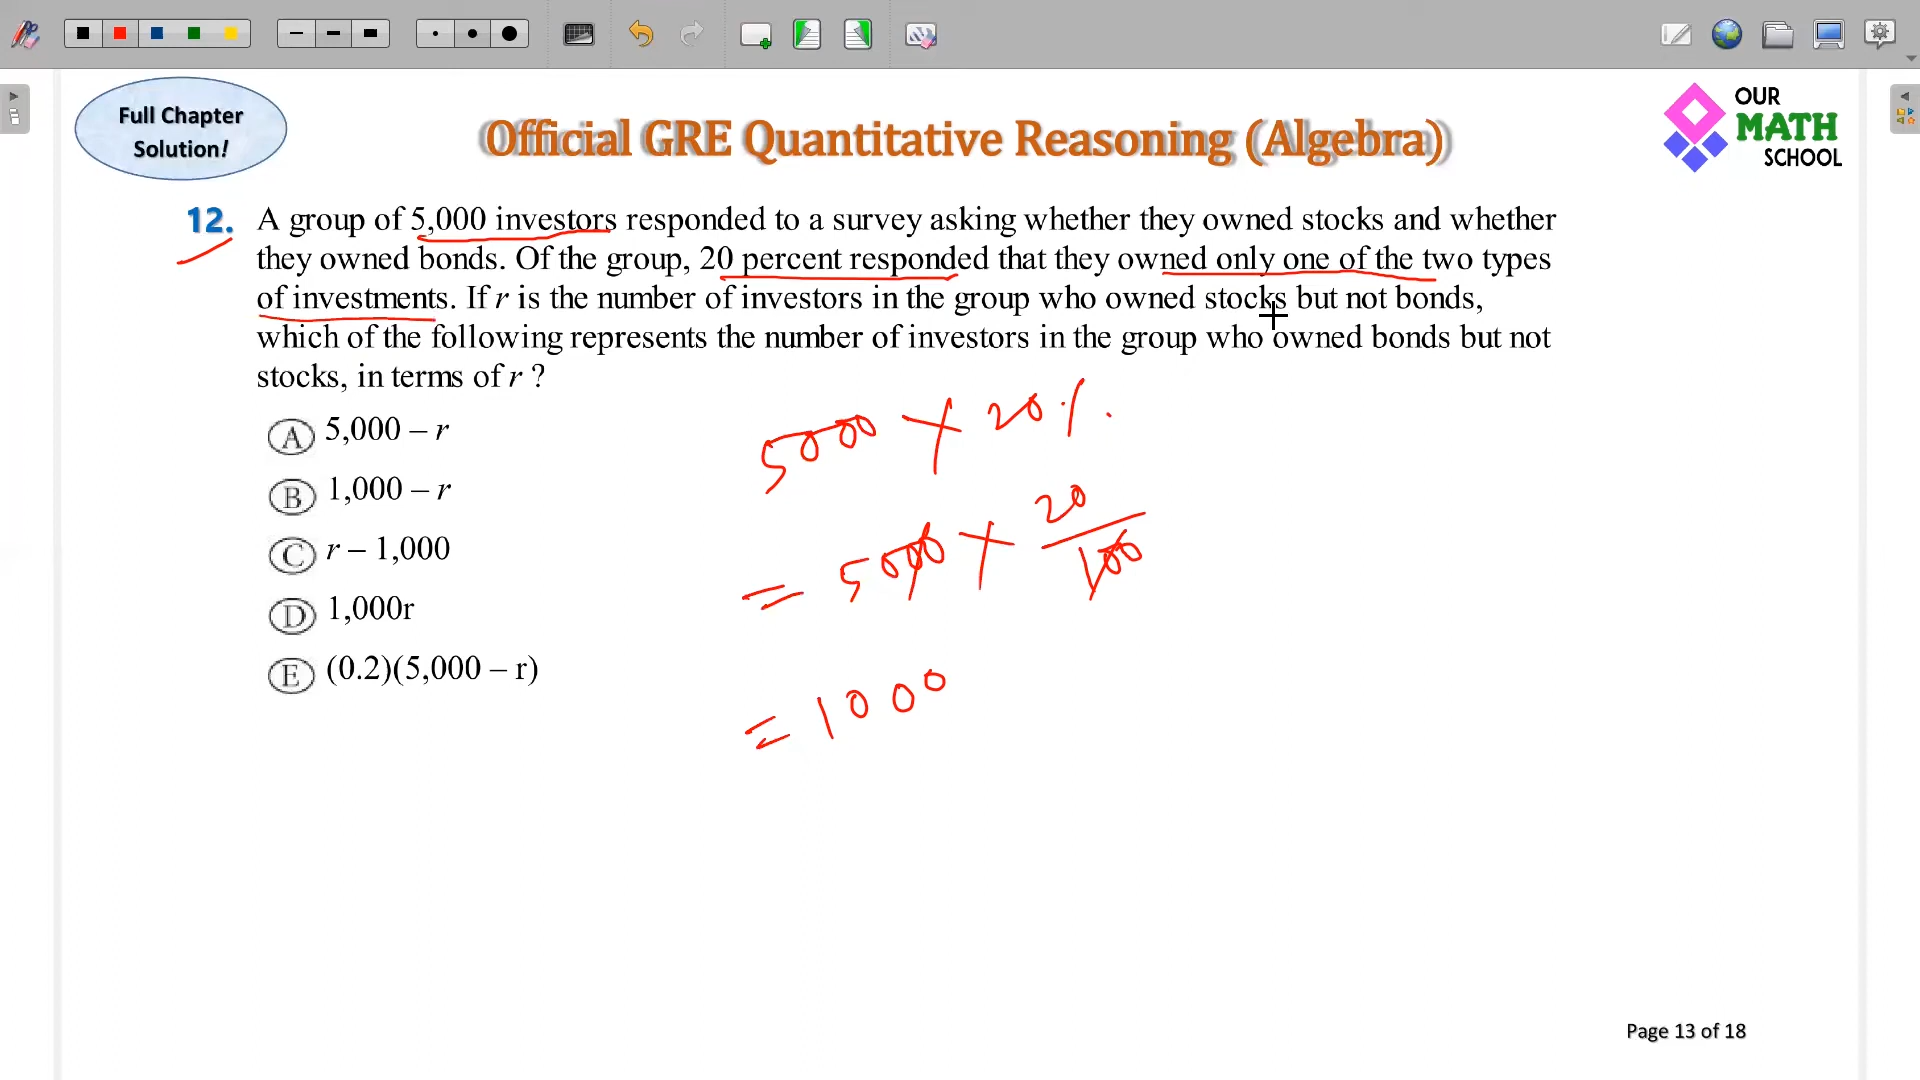 Full Chapter
Solution!
Official GRE Quantitative Reasoning (Algebra)
OUR
MATH
SCHOOL
12. A group of 5,000 investors responded to a survey asking whether they owned stocks and whether
they owned bonds. Of the group, 20 percent responded that they owned only one of the two types
of investments. If r is the number of investors in the group who owned stocks but not bonds,
which of the following represents the number of investors in the group who owned bonds but not
stocks, in terms of r ?
A 5,000 – r
B 1,000 – r
C r – 1,000
D 1,000r
E (0.2)(5,000 – r)
5000 × 20%
= 5000 × 20/100
= 1000
Page 13 of 18